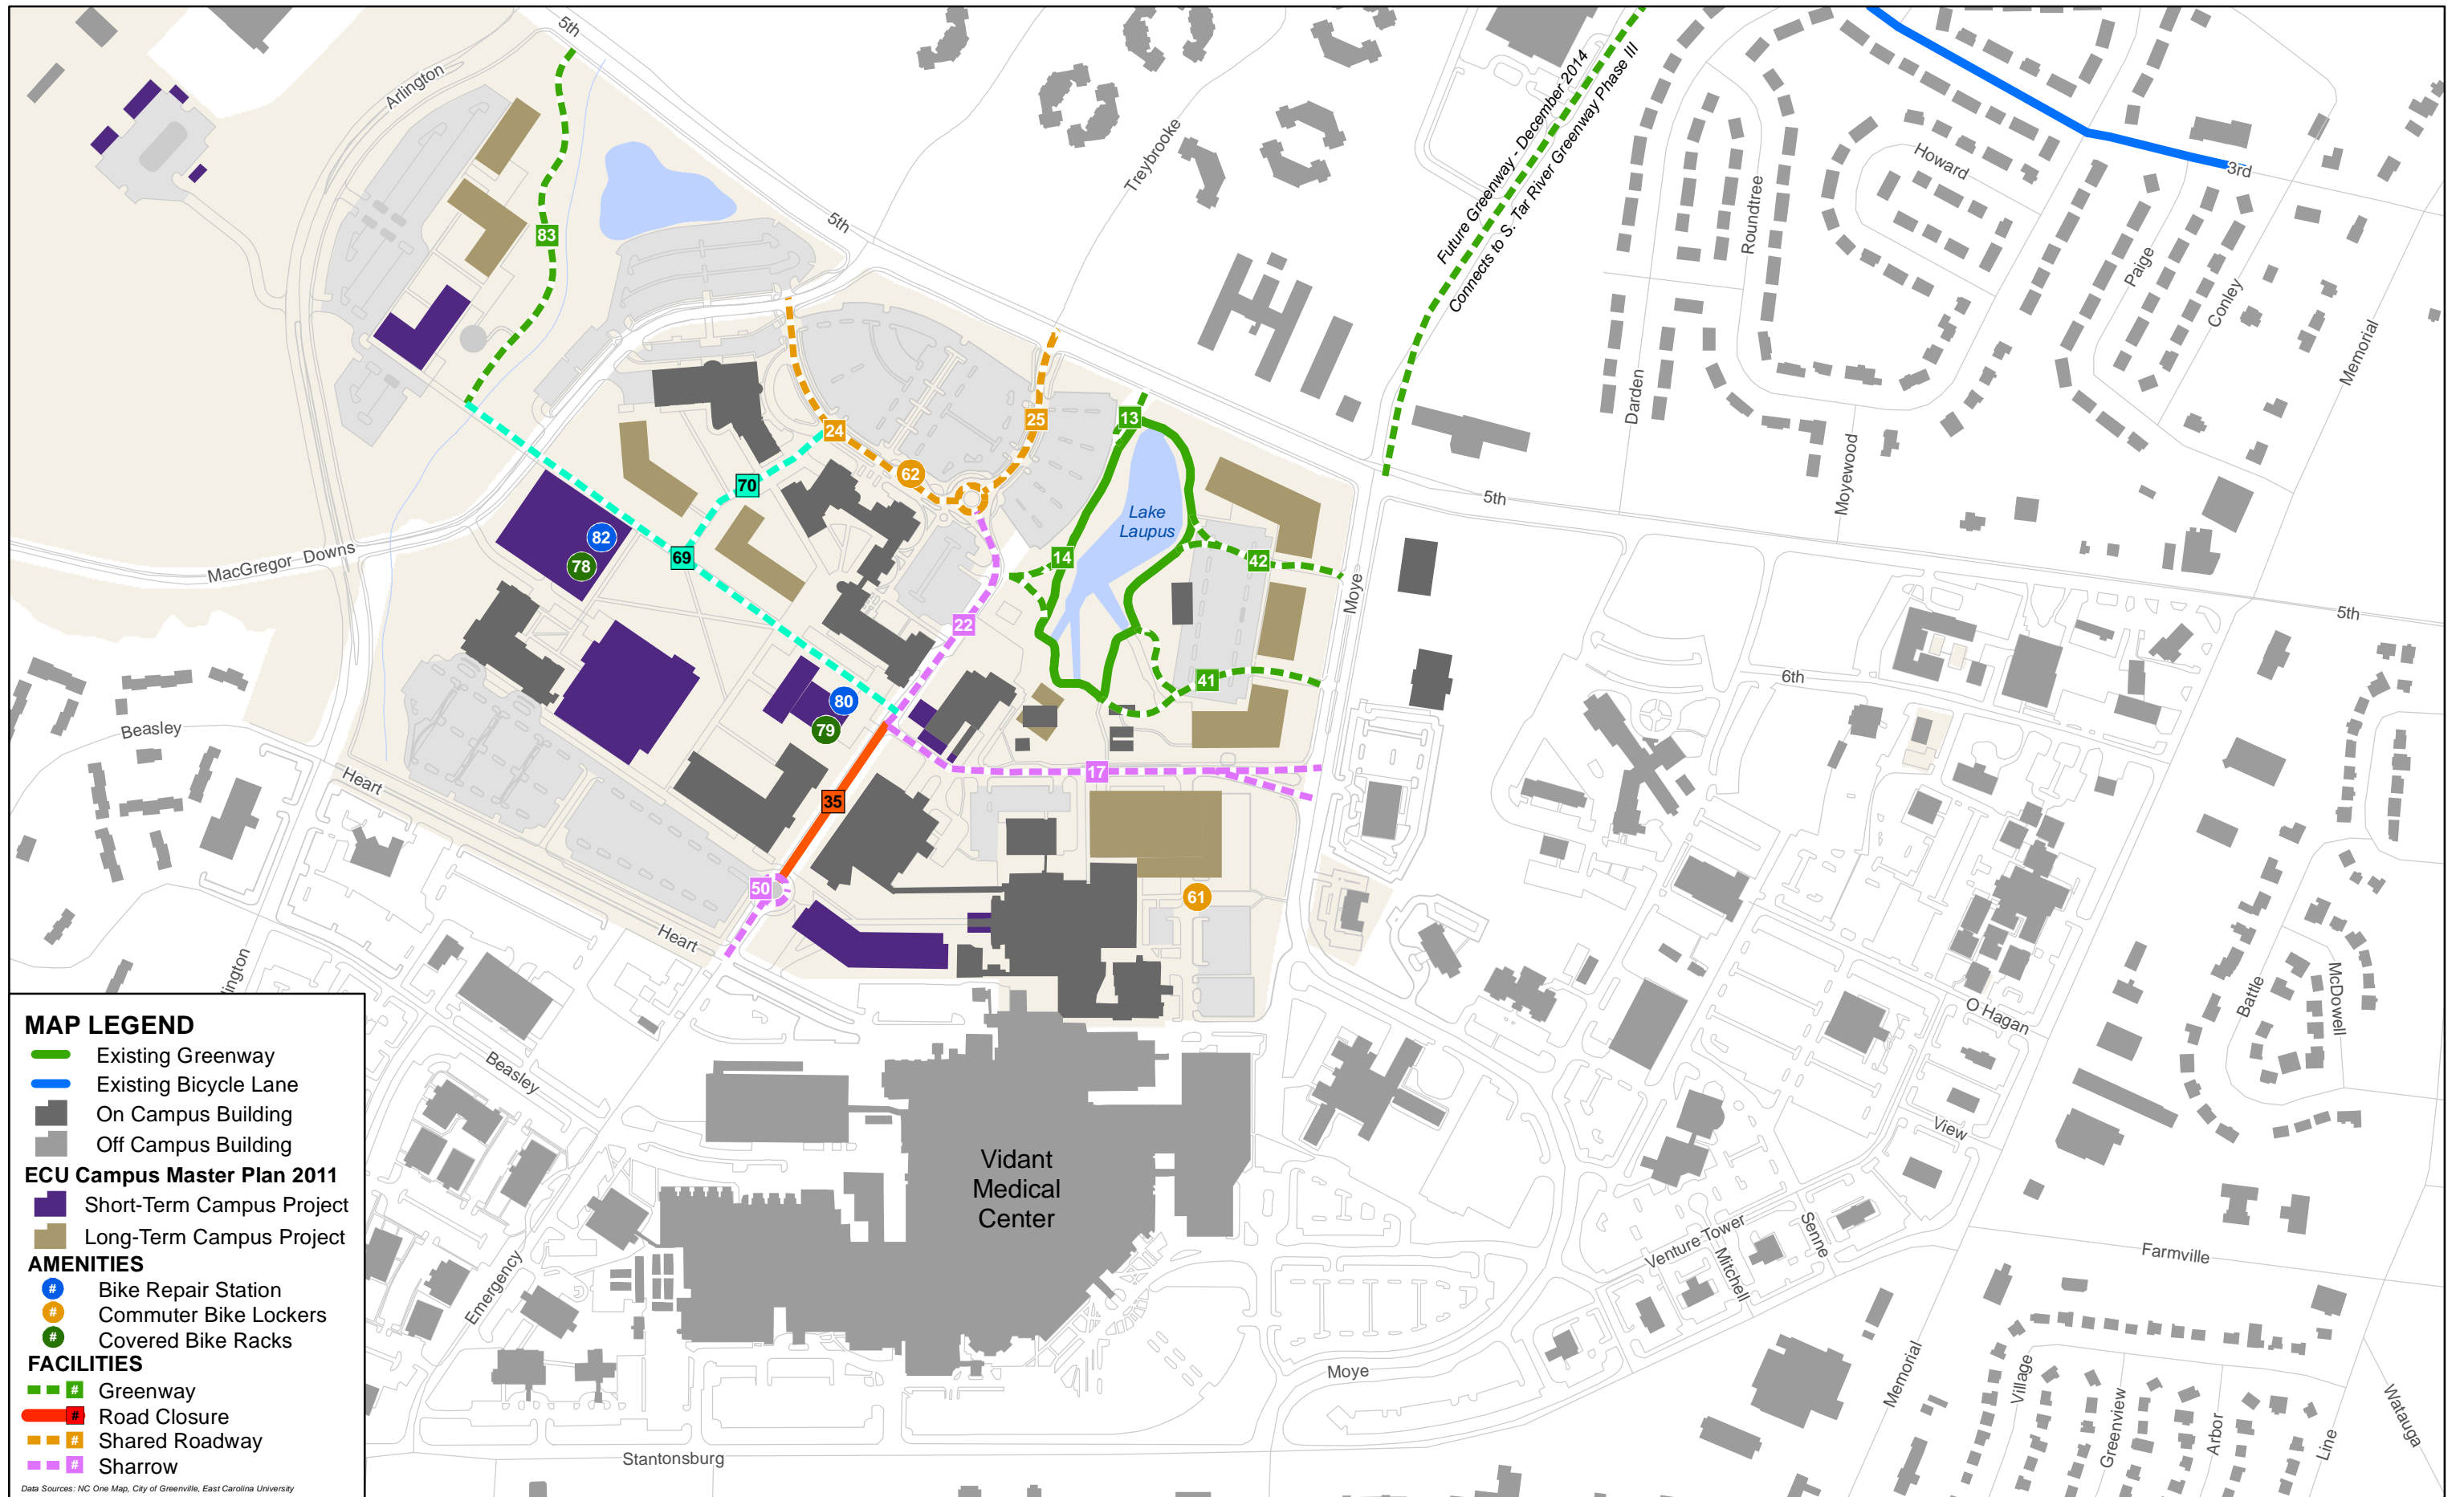 5th
Arlington
Treybrooke
Future Greenway - December 2014
Connects to S. Tar River Greenway Phase III
Howard
3rd
Roundtree
Paige
Conley
Memorial
5th
83
Darden
Moyewood
13
24
25
62
70
5th
Lake
Laupus
82
69
78
14
42
MacGregor Downs
Moye
5th
22
41
6th
80
79
Beasley
Heart
17
35
50
61
Heart
lington
Battle
McDowell
O Hagan
View
Beasley
Vidant
Medical
Center
Emergency
Venture Tower
Senne
Mitchell
Farmville
Moye
Memorial
Village
Greenview
Arbor
Line
Watauga
Stantonsburg
MAP LEGEND
Existing Greenway
Existing Bicycle Lane
On Campus Building
Off Campus Building
ECU Campus Master Plan 2011
Short-Term Campus Project
Long-Term Campus Project
AMENITIES
# Bike Repair Station
# Commuter Bike Lockers
# Covered Bike Racks
FACILITIES
# Greenway
# Road Closure
# Shared Roadway
# Sharrow
Data Sources: NC One Map, City of Greenville, East Carolina University